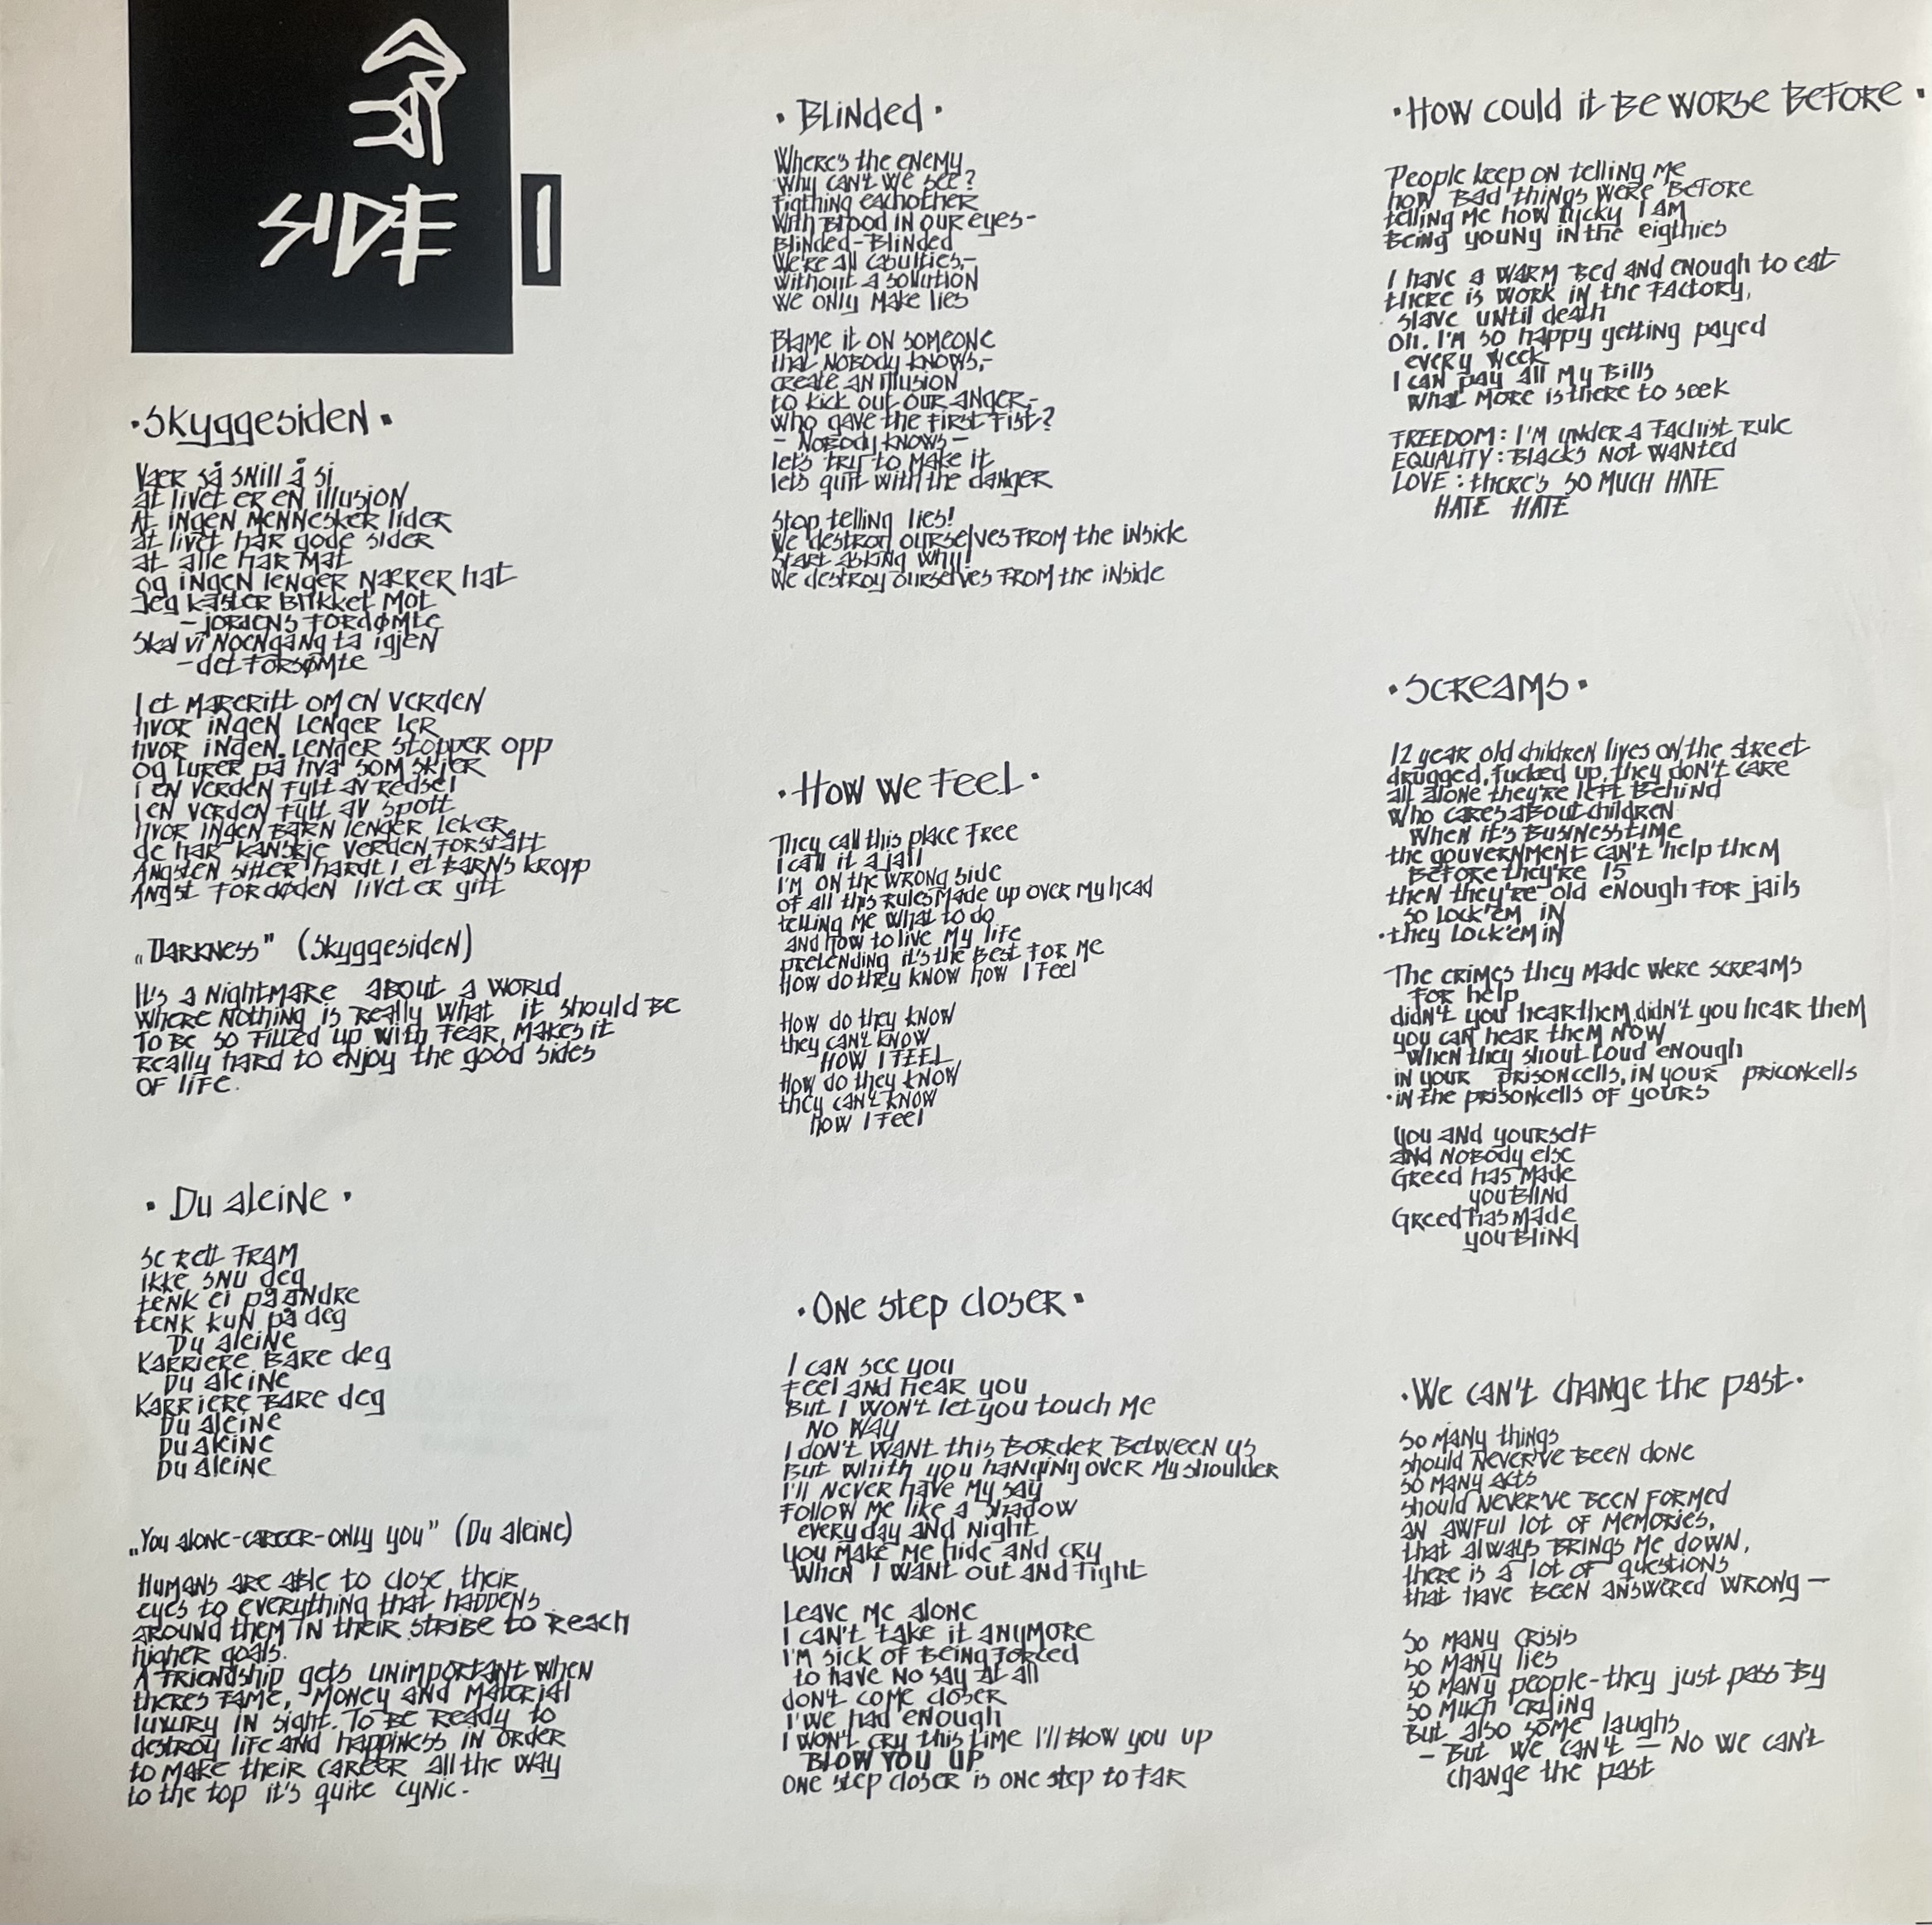 SIDE
1
·Skyggesiden·
Vær så snill å si
at livet er en illusjon
At ingen mennesker lider
at livet har gode sider
at alle har mat
og ingen lenger nærer hat
Jeg kaster blikket mot
-jordens fordømte
Skal vi noengang ta igjen
-det forsømte
I et mareritt om en verden
hvor ingen lenger ler
hvor ingen lenger stopper opp
og lurer på hva som skjer
i en verden fylt av redsel
i en verden fylt av spott
hvor ingen barn lenger leker
de har kanskje verden forstått
Angsten sitter hardt i et barns kropp
Angst for døden livet er gitt
„Darkness" (Skyggesiden)
It's a nightmare about a world
where nothing is really what it should be
To be so filled up with fear, makes it
really hard to enjoy the good sides
of life.
·Du aleine·
Se rett fram
ikke snu deg
tenk ei på andre
tenk kun på deg
Du aleine
Karriere bare deg
Du aleine
Karriere bare deg
Du aleine
Du aleine
Du aleine
„You alone-career-only you" (Du aleine)
Humans are able to close their
eyes to everything that happens
around them in their stribe to reach
higher goals.
A friendship gets unimportant when
theres fame, money and material
luxury in sight. To be ready to
destroy life and happiness in order
to make their career all the way
to the top it's quite cynic.
·Blinded·
Where's the enemy
Why can't we see?
Figthing eachother
With blood in our eyes-
Blinded-Blinded
We're all casulties,-
without a sollution
we only make lies
Blame it on someone
that nobody knows,-
create an illusion
to kick out our anger,-
who gave the first fist?
- Nobody knows -
let's try to make it
lets quit with the danger
Stop telling lies!
We destroy ourselves from the inside
Start asking why!
We destroy ourselves from the inside
·How we feel·
They call this place free
I call it a jail
I'm on the wrong side
of all this rules made up over my head
telling me what to do
and how to live my life
pretending it's the best for me
How do they know how I feel
How do they know
they can't know
HOW I FEEL
How do they know
they can't know
how I feel
·One step closer·
I can see you
Feel and hear you
But I won't let you touch me
No way
I don't want this border between us
But whith you hanging over my shoulder
I'll never have my say
Follow me like a shadow
everyday and night
you make me hide and cry
when I want out and fight
Leave me alone
I can't take it anymore
I'm sick of being forced
to have no say at all
don't come closer
I've had enough
I won't cry this time I'll blow you up
BLOW YOU UP
one step closer is one step to far
·How could it be worse before·
People keep on telling me
how bad things were before
telling me how lucky I am
Being young in the eigthies
I have a warm bed and enough to eat
there is work in the factory,
slave until death
Oh. I'm so happy getting payed
every week
I can pay all my bills
what more is there to seek
FREEDOM: I'm under a fachist rule
EQUALITY: Blacks not wanted
LOVE: there's so much hate
HATE HATE
·Screams·
12 year old children lives on the street
drugged, fucked up, they don't care
all alone they're left behind
Who cares about children
When it's businesstime
the gouvernment can't help them
before they're 15
then they're old enough for jails
so lock'em in
·they lock'em in
The crimes they made were screams
for help
didn't you hear them, didn't you hear them
you can hear them now
When they shout loud enough
in your prisoncells, in your priconkells
·in the prisoncells of yours
you and yourself
and nobody else
Greed has made
you blind
Greed has made
you blind
·We can't change the past·
So many things
should never've been done
so many acts
should never've been formed
an awful lot of memories,
that always brings me down,
there is a lot of questions
that have been answered wrong —
So many crisis
so many lies
so many people-they just pass by
so much crying
But also some laughs
- But we can't — no we can't
change the past